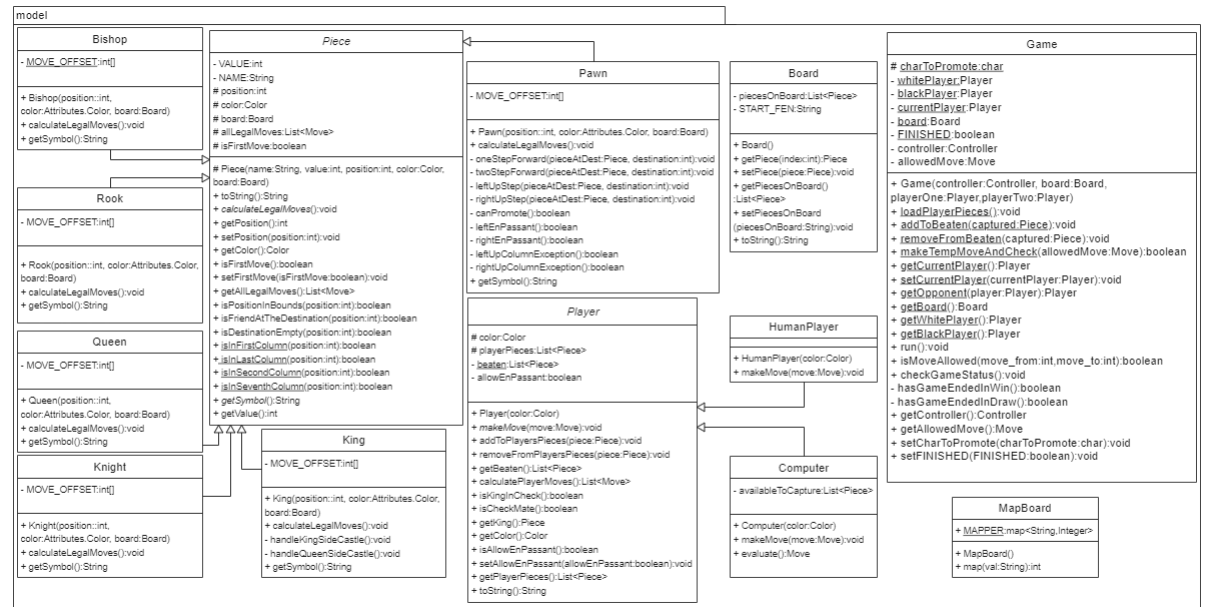 model
Bishop
- MOVE_OFFSET:int[]
+ Bishop(position::int,
color:Attributes.Color, board:Board)
+ calculateLegalMoves():void
+ getSymbol():String
Rook
- MOVE_OFFSET:int[]
+ Rook(position::int, color:Attributes.Color,
board:Board)
+ calculateLegalMoves():void
+ getSymbol():String
Queen
- MOVE_OFFSET:int[]
+ Queen(position::int,
color:Attributes.Color, board:Board)
+ calculateLegalMoves():void
+ getSymbol():String
Knight
- MOVE_OFFSET:int[]
+ Knight(position::int,
color:Attributes.Color, board:Board)
+ calculateLegalMoves():void
+ getSymbol():String
Piece
- VALUE:int
- NAME:String
# position:int
# color:Color
# board:Board
# allLegalMoves:List<Move>
# isFirstMove:boolean
# Piece(name:String, value:int, position:int, color:Color,
board:Board)
+ toString():String
+ calculateLegalMoves():void
+ getPosition():int
+ setPosition(position:int):void
+ getColor():Color
+ isFirstMove():boolean
+ setFirstMove(isFirstMove:boolean):void
+ getAllLegalMoves():List<Move>
+ isPositionInBounds(position:int):boolean
+ isFriendAtTheDestination(position:int):boolean
+ isDestinationEmpty(position:int):boolean
+ isInFirstColumn(position:int):boolean
+ isInLastColumn(position:int):boolean
+ isInSecondColumn(position:int):boolean
+ isInSeventhColumn(position:int):boolean
+ getSymbol():String
+ getValue():int
King
- MOVE_OFFSET:int[]
+ King(position::int, color:Attributes.Color,
board:Board)
+ calculateLegalMoves():void
- handleKingSideCastle():void
- handleQueenSideCastle():void
+ getSymbol():String
Pawn
- MOVE_OFFSET:int[]
+ Pawn(position::int, color:Attributes.Color, board:Board)
+ calculateLegalMoves():void
- oneStepForward(pieceAtDest:Piece, destination:int):void
- twoStepForward(pieceAtDest:Piece, destination:int):void
- leftUpStep(pieceAtDest:Piece, destination:int):void
- rightUpStep(pieceAtDest:Piece, destination:int):void
- canPromote():boolean
- leftEnPassant():boolean
- rightEnPassant():boolean
- leftUpColumnException():boolean
- rightUpColumnException():boolean
+ getSymbol():String
Player
# color:Color
# playerPieces:List<Piece>
- beaten:List<Piece>
- allowEnPassant:boolean
+ Player(color:Color)
+ makeMove(move:Move):void
+ addToPlayersPieces(piece:Piece):void
+ removeFromPlayersPieces(piece:Piece):void
+ getBeaten():List<Piece>
+ calculatePlayerMoves():List<Move>
+ isKingInCheck():boolean
+ isCheckMate():boolean
+ getKing():Piece
+ getColor():Color
+ isAllowEnPassant():boolean
+ setAllowEnPassant(allowEnPassant:boolean):void
+ getPlayerPieces():List<Piece>
+ toString():String
Board
- piecesOnBoard:List<Piece>
- START_FEN:String
+ Board()
+ getPiece(index:int):Piece
+ setPiece(piece:Piece):void
+ getPiecesOnBoard()
:List<Piece>
+ setPiecesOnBoard
(piecesOnBoard:String):void
+ toString():String
HumanPlayer
+ HumanPlayer(color:Color)
+ makeMove(move:Move):void
Computer
- availableToCapture:List<Piece>
+ Computer(color:Color)
+ makeMove(move:Move):void
+ evaluate():Move
Game
# charToPromote:char
- whitePlayer:Player
- blackPlayer:Player
- currentPlayer:Player
- board:Board
- FINISHED:boolean
- controller:Controller
- allowedMove:Move
+ Game(controller:Controller, board:Board,
playerOne:Player,playerTwo:Player)
+ loadPlayerPieces():void
+ addToBeaten(captured:Piece):void
+ removeFromBeaten(captured:Piece):void
+ makeTempMoveAndCheck(allowedMove:Move):boolean
+ getCurrentPlayer():Player
+ setCurrentPlayer(currentPlayer:Player):void
+ getOpponent(player:Player):Player
+ getBoard():Board
+ getWhitePlayer():Player
+ getBlackPlayer():Player
+ run():void
+ isMoveAllowed(move_from:int,move_to:int):boolean
+ checkGameStatus():void
- hasGameEndedInWin():boolean
- hasGameEndedInDraw():boolean
+ getController():Controller
+ getAllowedMove():Move
+ setCharToPromote(charToPromote:char):void
+ setFINISHED(FINISHED:boolean):void
MapBoard
+ MAPPER:map<String,Integer>
+ MapBoard()
+ map(val:String):int